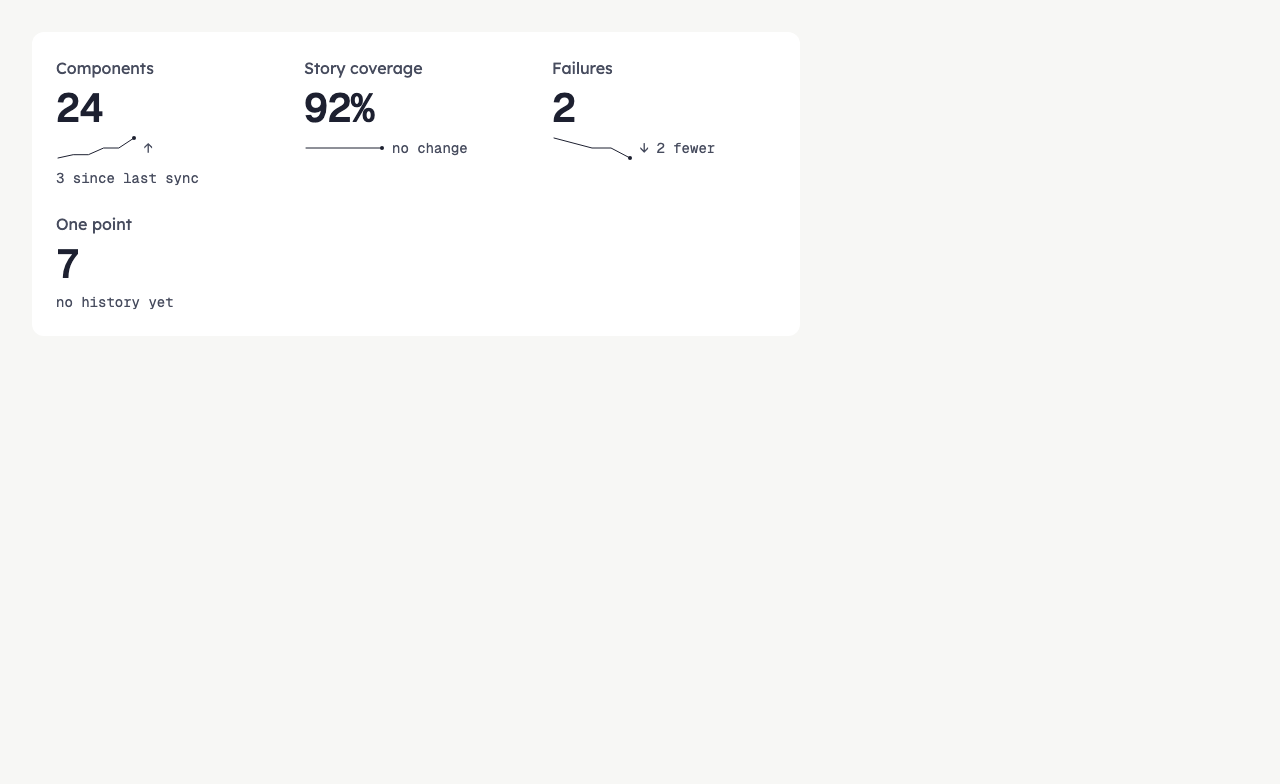 Components
24
↑
3 since last sync
Story coverage
92%
no change
Failures
2
↓ 2 fewer
One point
7
no history yet